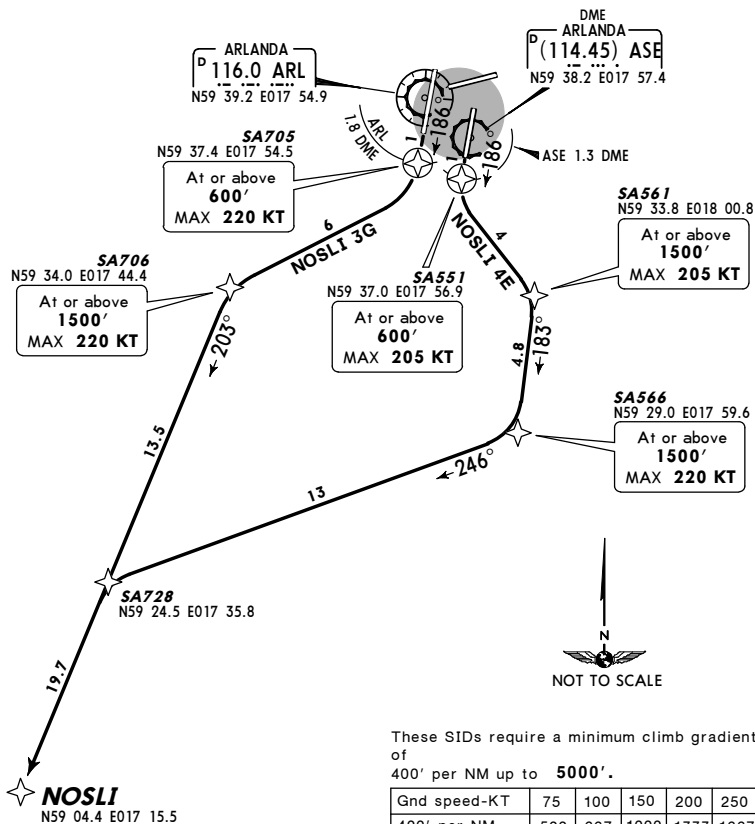 DME
ARLANDA
D (114.45) ASE
N59 38.2 E017 57.4
ARLANDA
D 116.0 ARL
N59 39.2 E017 54.9
ARL
1.8 DME
1
186°
1
186°
ASE 1.3 DME
SA705
N59 37.4 E017 54.5
At or above
600'
MAX 220 KT
SA561
N59 33.8 E018 00.8
At or above
1500'
MAX 205 KT
6
NOSLI 3G
4
NOSLI 4E
SA706
N59 34.0 E017 44.4
At or above
1500'
MAX 220 KT
SA551
N59 37.0 E017 56.9
At or above
600'
MAX 205 KT
203°
4.8
183°
SA566
N59 29.0 E017 59.6
At or above
1500'
MAX 220 KT
13.5
246°
13
SA728
N59 24.5 E017 35.8
19.7
N
NOT TO SCALE
These SIDs require a minimum climb gradient
of
400' per NM up to 5000'.
Gnd speed-KT 75 100 150 200 250
NOSLI
N59 04.4 E017 15.5